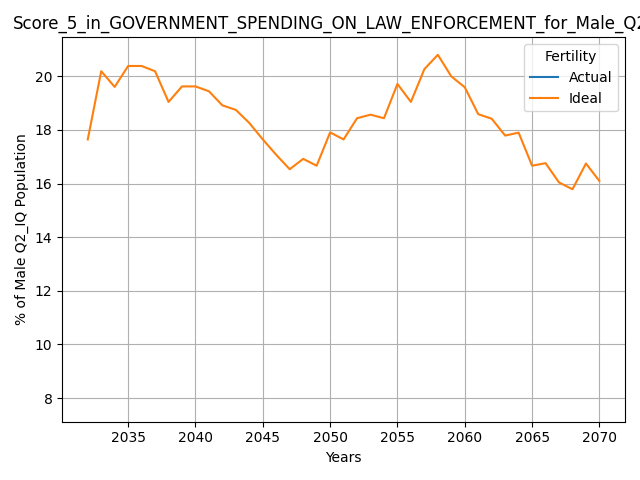 Score_5_in_GOVERNMENT_SPENDING_ON_LAW_ENFORCEMENT_for_Male_Q2
Fertility
Actual
Ideal
% of Male Q2_IQ Population
20
18
16
14
12
10
8
2035 2040 2045 2050 2055 2060 2065 2070
Years